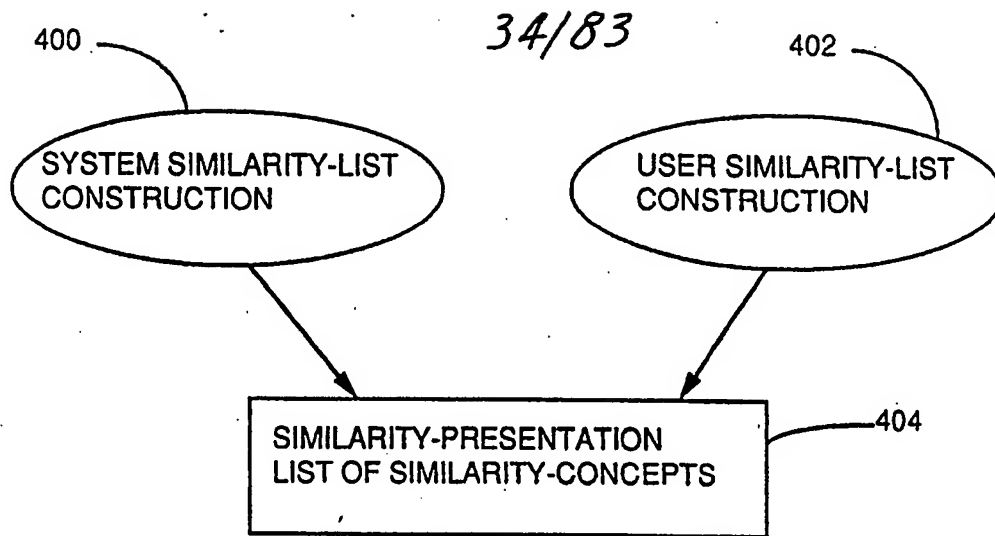 34/83
400
402
SYSTEM SIMILARITY-LIST
CONSTRUCTION
USER SIMILARITY-LIST
CONSTRUCTION
SIMILARITY-PRESENTATION
LIST OF SIMILARITY-CONCEPTS
404